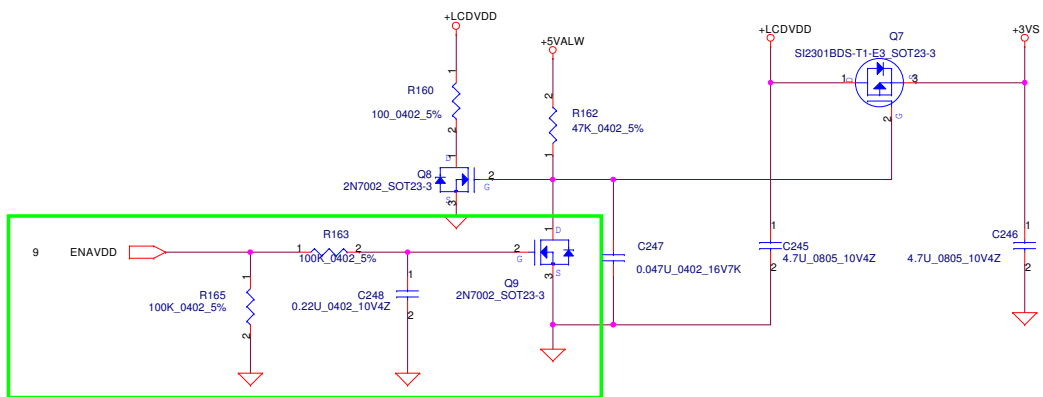 +LCDVDD
+5VALW
+LCDVDD
Q7
SI2301BDS-T1-E3_SOT23-3
+3VS
1
R160
100_0402_5%
2
2
R162
47K_0402_5%
1
1
D
S
3
2
G
D
1
Q8
2N7002_SOT23-3
S
3
2
G
9
ENAVDD
R163
1
2
100K_0402_5%
1
R165
100K_0402_5%
2
1
C248
0.22U_0402_10V4Z
2
2
G
1
D
3
S
Q9
2N7002_SOT23-3
C247
0.047U_0402_16V7K
1
C245
4.7U_0805_10V4Z
2
1
C246
4.7U_0805_10V4Z
2